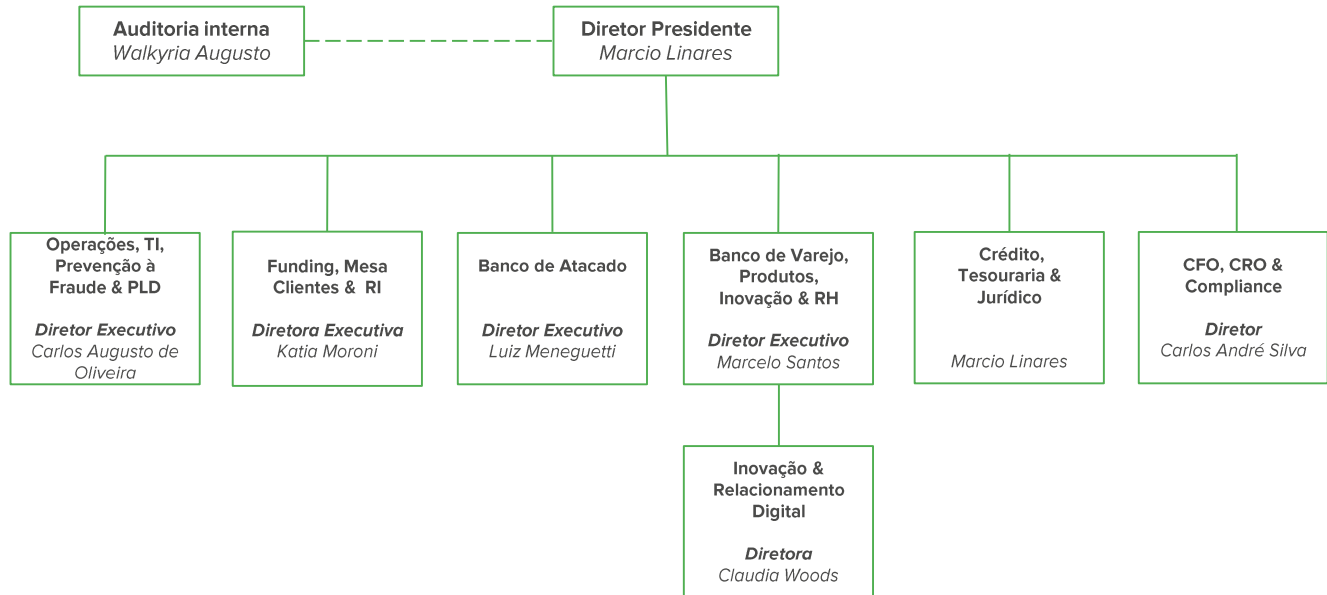 Auditoria interna
Walkyria Augusto
Diretor Presidente
Marcio Linares
Operações, TI,
Prevenção à
Fraude & PLD
Diretor Executivo
Carlos Augusto de
Oliveira
Funding, Mesa
Clientes & RI
Diretora Executiva
Katia Moroni
Banco de Atacado
Diretor Executivo
Luiz Meneguetti
Banco de Varejo,
Produtos,
Inovação & RH
Diretor Executivo
Marcelo Santos
Crédito,
Tesouraria &
Jurídico
Marcio Linares
CFO, CRO &
Compliance
Diretor
Carlos André Silva
Inovação &
Relacionamento
Digital
Diretora
Claudia Woods